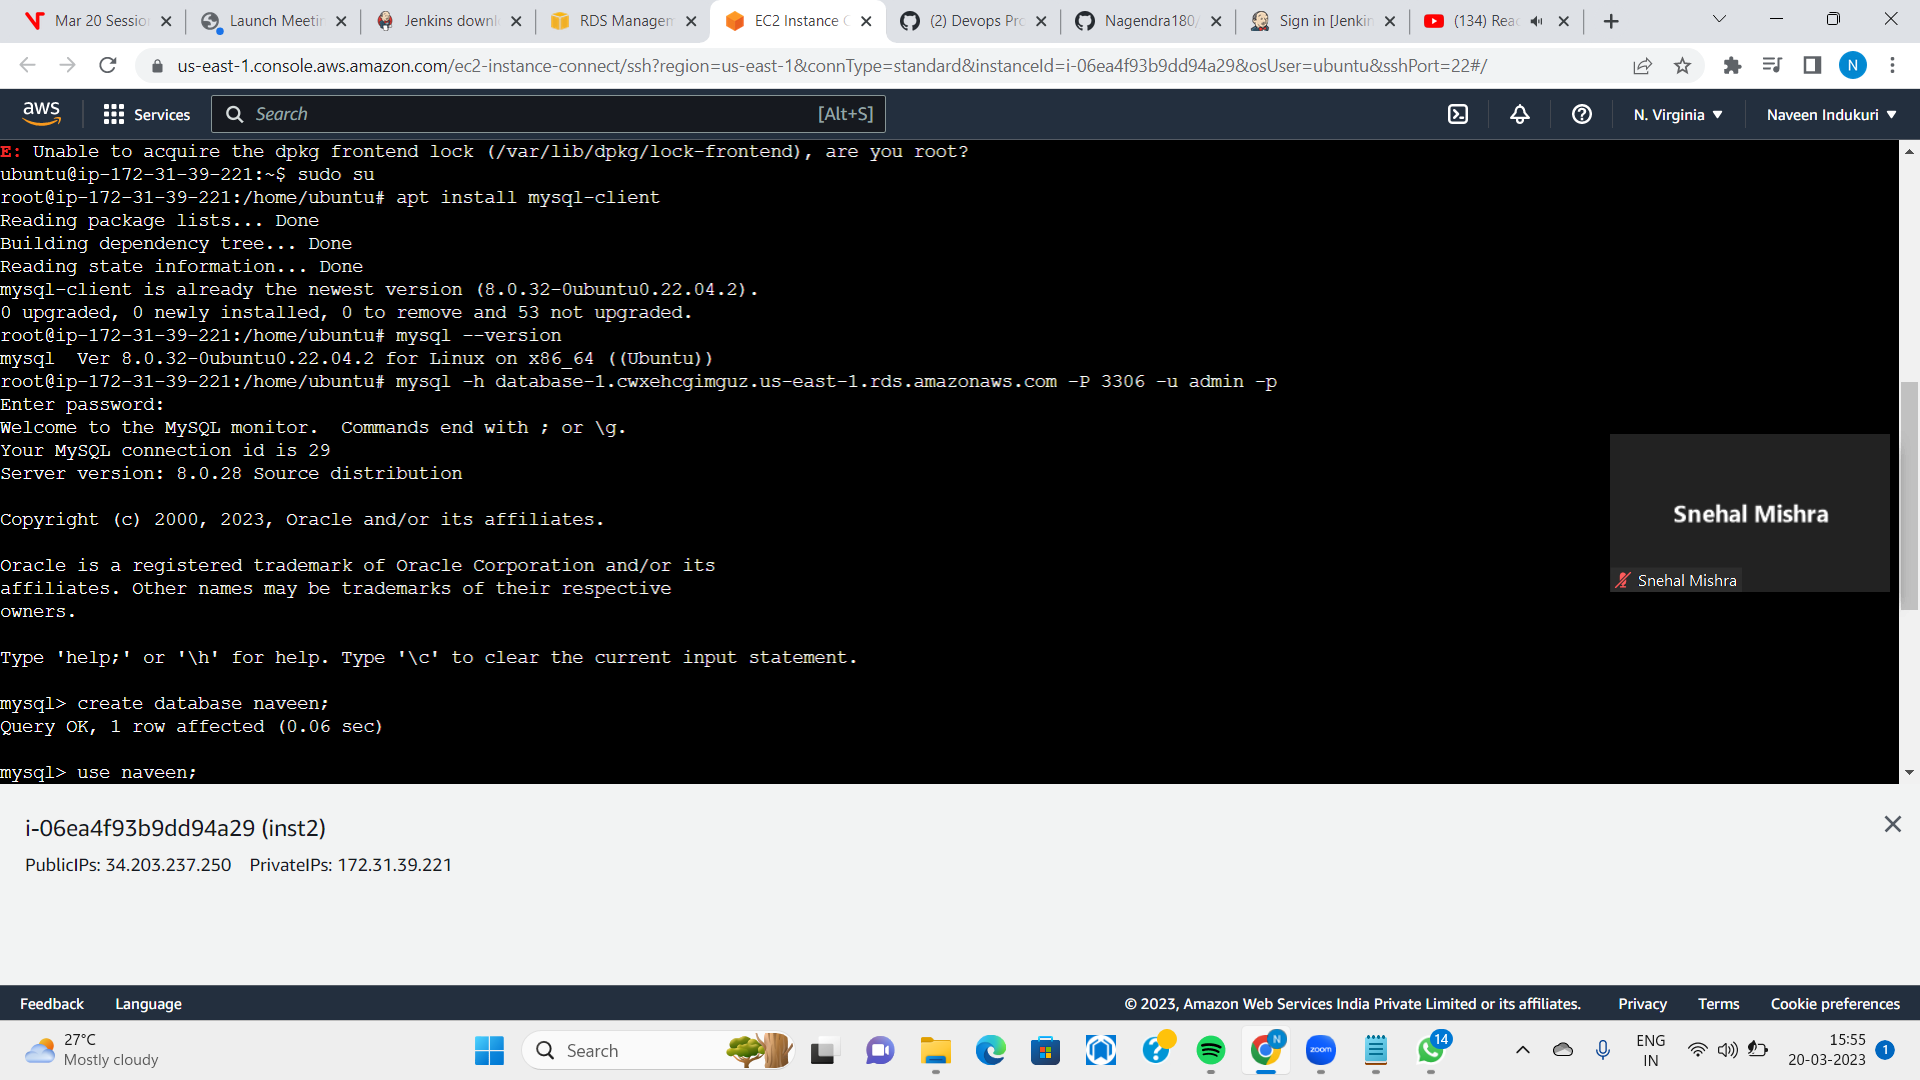 Mar 20 Sessio
Launch Meetin
Jenkins downl
RDS Managem
EC2 Instance C
(2) Devops Pro
Nagendra180/
Sign in [Jenkin
(134) Reac
us-east-1.console.aws.amazon.com/ec2-instance-connect/ssh?region=us-east-1&connType=standard&instanceId=i-06ea4f93b9dd94a29&osUser=ubuntu&sshPort=22#/
N
aws
Services
Search
[Alt+S]
N. Virginia
Naveen Indukuri
E: Unable to acquire the dpkg frontend lock (/var/lib/dpkg/lock-frontend), are you root?
ubuntu@ip-172-31-39-221:~$ sudo su
root@ip-172-31-39-221:/home/ubuntu# apt install mysql-client
Reading package lists... Done
Building dependency tree... Done
Reading state information... Done
mysql-client is already the newest version (8.0.32-0ubuntu0.22.04.2).
0 upgraded, 0 newly installed, 0 to remove and 53 not upgraded.
root@ip-172-31-39-221:/home/ubuntu# mysql --version
mysql  Ver 8.0.32-0ubuntu0.22.04.2 for Linux on x86_64 ((Ubuntu))
root@ip-172-31-39-221:/home/ubuntu# mysql -h database-1.cwxehcgimguz.us-east-1.rds.amazonaws.com -P 3306 -u admin -p
Enter password:
Welcome to the MySQL monitor.  Commands end with ; or \g.
Your MySQL connection id is 29
Server version: 8.0.28 Source distribution
Copyright (c) 2000, 2023, Oracle and/or its affiliates.
Oracle is a registered trademark of Oracle Corporation and/or its
affiliates. Other names may be trademarks of their respective
owners.
Type 'help;' or '\h' for help. Type '\c' to clear the current input statement.
mysql> create database naveen;
Query OK, 1 row affected (0.06 sec)
mysql> use naveen;
Snehal Mishra
Snehal Mishra
i-06ea4f93b9dd94a29 (inst2)
PublicIPs: 34.203.237.250    PrivateIPs: 172.31.39.221
Feedback
Language
© 2023, Amazon Web Services India Private Limited or its affiliates.
Privacy
Terms
Cookie preferences
27°C
Mostly cloudy
Search
N
zoom
14
ENG
IN
15:55
20-03-2023
1